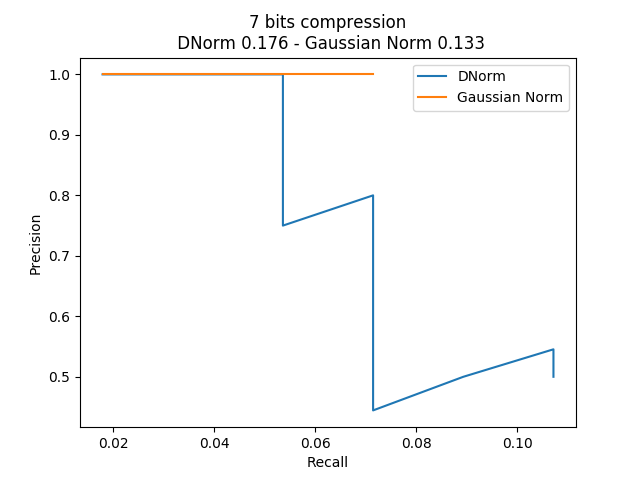 7 bits compression
DNorm 0.176 - Gaussian Norm 0.133
DNorm
Gaussian Norm
1.0
0.9
0.8
0.7
0.6
0.5
Precision
0.02
0.04
0.06
0.08
0.10
Recall